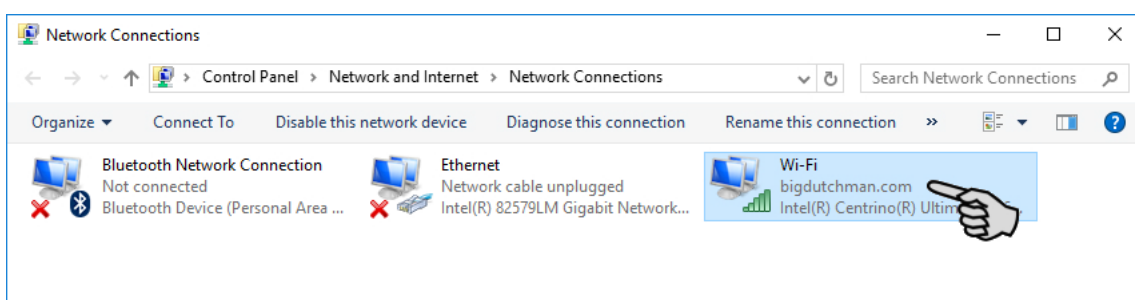 Network Connections
Control Panel > Network and Internet > Network Connections
Search Network Connections
Organize
Connect To
Disable this network device
Diagnose this connection
Rename this connection
»
Bluetooth Network Connection
Not connected
Bluetooth Device (Personal Area ...
Ethernet
Network cable unplugged
Intel(R) 82579LM Gigabit Network...
Wi-Fi
bigdutchman.com
Intel(R) Centrino(R)